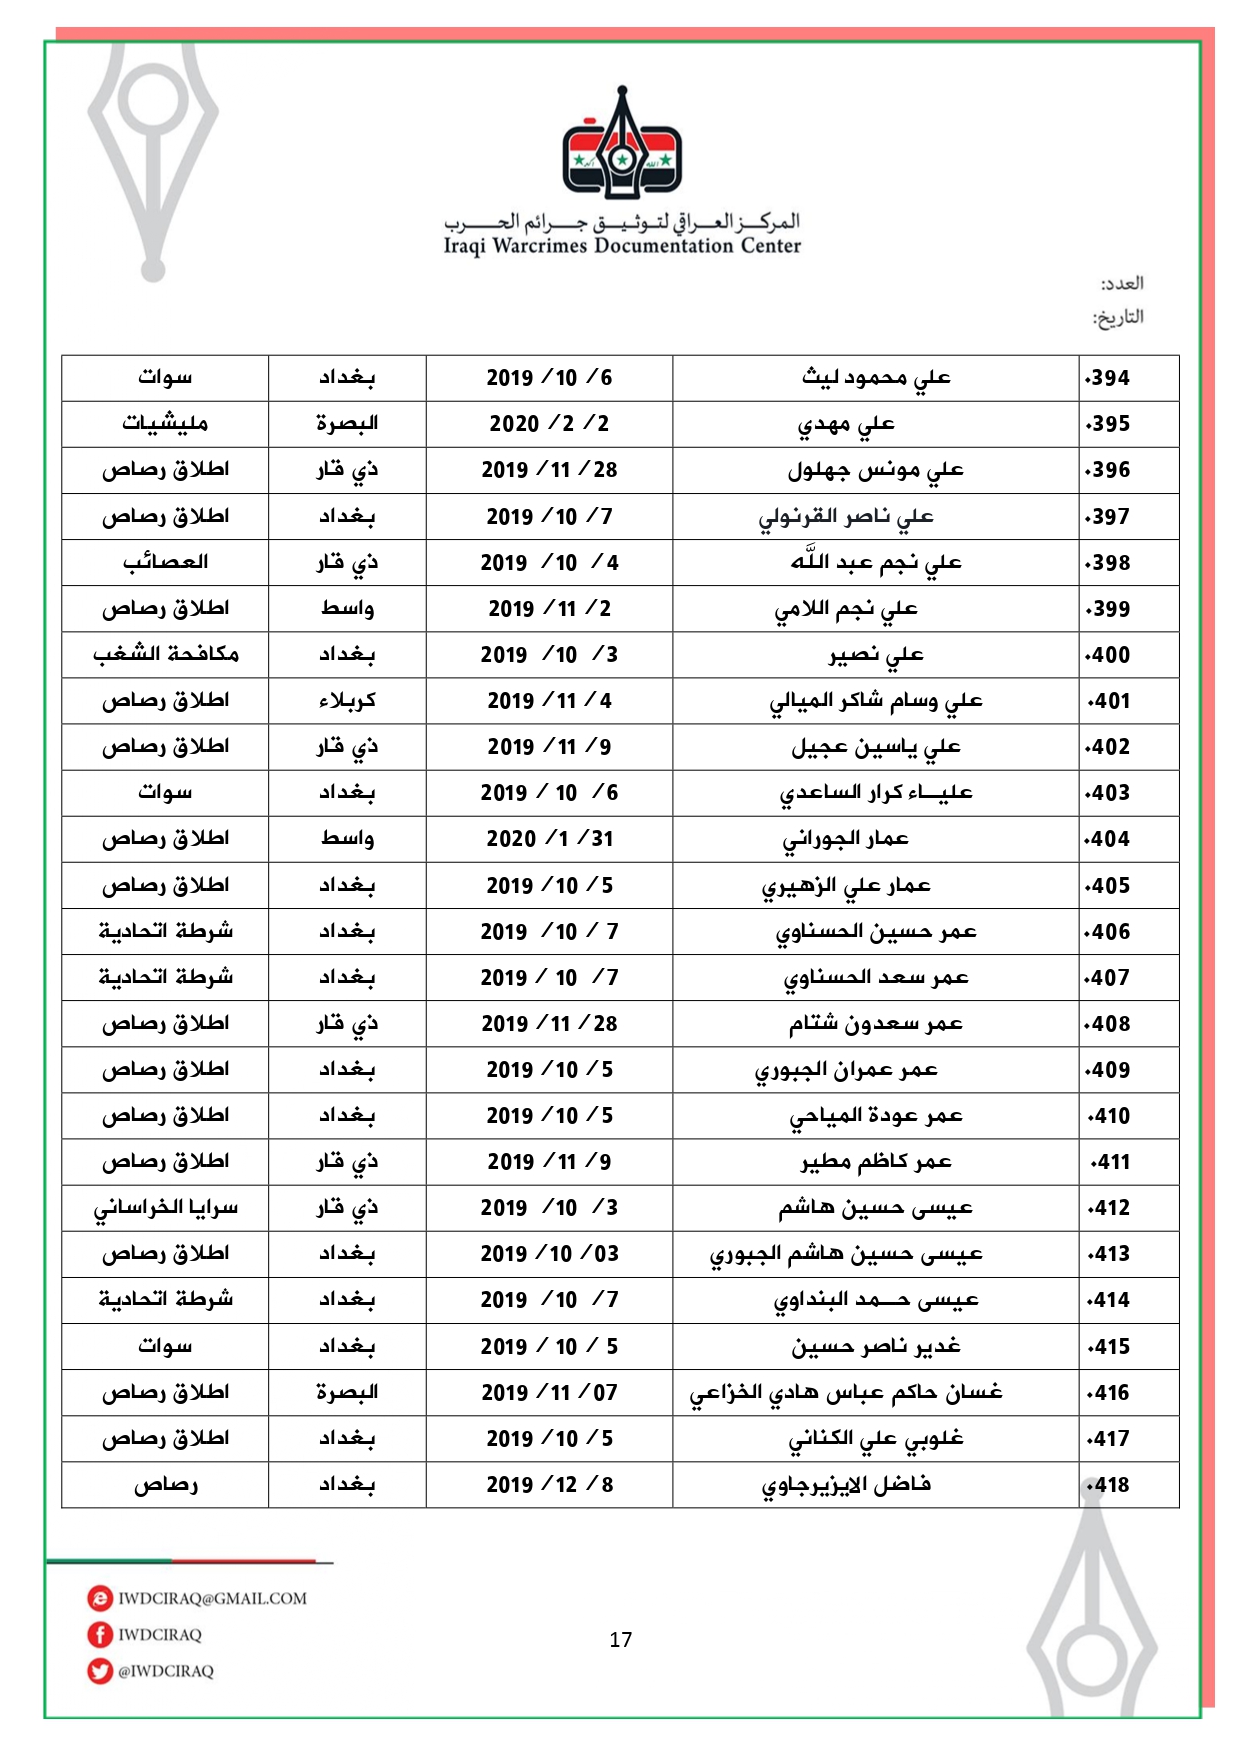 المركز العراقي لتوثيق جرائم الحرب
Iraqi Warcrimes Documentation Center
العدد:
التاريخ:
394. علي محمود ليث 6/ 10/ 2019 بغداد سوات
395. علي مهدي 2/ 2/ 2020 البصرة مليشيات
396. علي مونس جهلول 28/ 11/ 2019 ذي قار اطلاق رصاص
397. علي ناصر القرنولي 7/ 10/ 2019 بغداد اطلاق رصاص
398. علي نجم عبد الله 4/ 10/ 2019 ذي قار العصائب
399. علي نجم اللامي 2/ 11/ 2019 واسط اطلاق رصاص
400. علي نصير 3/ 10/ 2019 بغداد مكافحة الشغب
401. علي وسام شاكر الميالي 4/ 11/ 2019 كربلاء اطلاق رصاص
402. علي ياسين عجيل 9/ 11/ 2019 ذي قار اطلاق رصاص
403. عليــاء كرار الساعدي 6/ 10/ 2019 بغداد سوات
404. عمار الجوراني 31/ 1/ 2020 واسط اطلاق رصاص
405. عمار علي الزهيري 5/ 10/ 2019 بغداد اطلاق رصاص
406. عمر حسين الحسناوي 7/ 10/ 2019 بغداد شرطة اتحادية
407. عمر سعد الحسناوي 7/ 10/ 2019 بغداد شرطة اتحادية
408. عمر سعدون شتام 28/ 11/ 2019 ذي قار اطلاق رصاص
409. عمر عمران الجبوري 5/ 10/ 2019 بغداد اطلاق رصاص
410. عمر عودة المياحي 5/ 10/ 2019 بغداد اطلاق رصاص
411. عمر كاظم مطير 9/ 11/ 2019 ذي قار اطلاق رصاص
412. عيسى حسين هاشم 3/ 10/ 2019 ذي قار سرايا الخراساني
413. عيسى حسين هاشم الجبوري 03/ 10/ 2019 بغداد اطلاق رصاص
414. عيسى حــمد البنداوي 7/ 10/ 2019 بغداد شرطة اتحادية
415. غدير ناصر حسين 5/ 10/ 2019 بغداد سوات
416. غسان حاكم عباس هادي الخزاعي 07/ 11/ 2019 البصرة اطلاق رصاص
417. غلوبي علي الكناني 5/ 10/ 2019 بغداد اطلاق رصاص
418. فاضل الايزيرجاوي 8/ 12/ 2019 بغداد رصاص
IWDCIRAQ@GMAIL.COM
IWDCIRAQ
@IWDCIRAQ
17